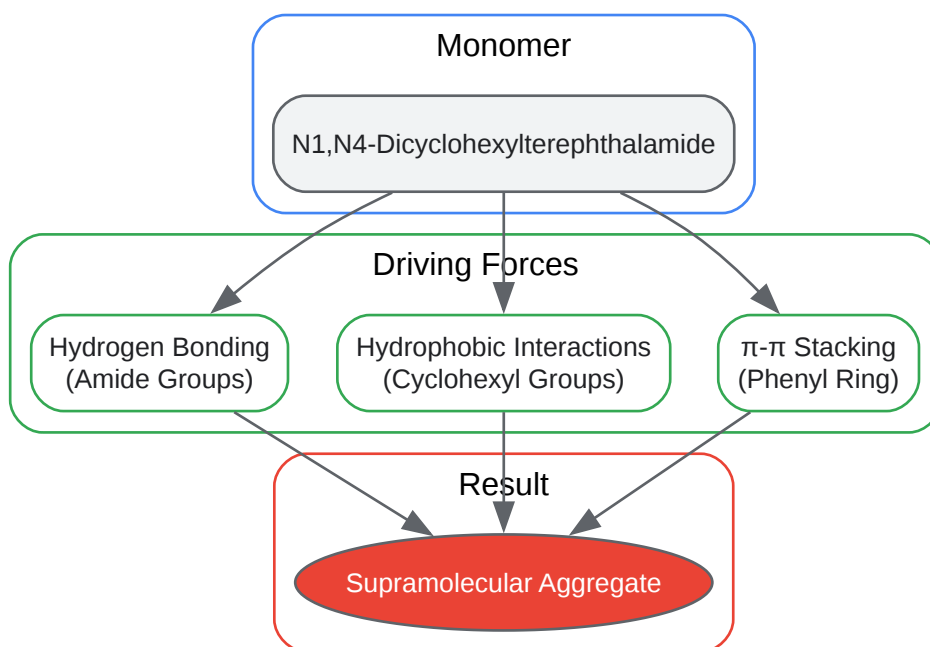 Monomer
N1,N4-Dicyclohexylterephthalamide
Driving Forces
Hydrogen Bonding
(Amide Groups)
Hydrophobic Interactions
(Cyclohexyl Groups)
π-π Stacking
(Phenyl Ring)
Result
Supramolecular Aggregate